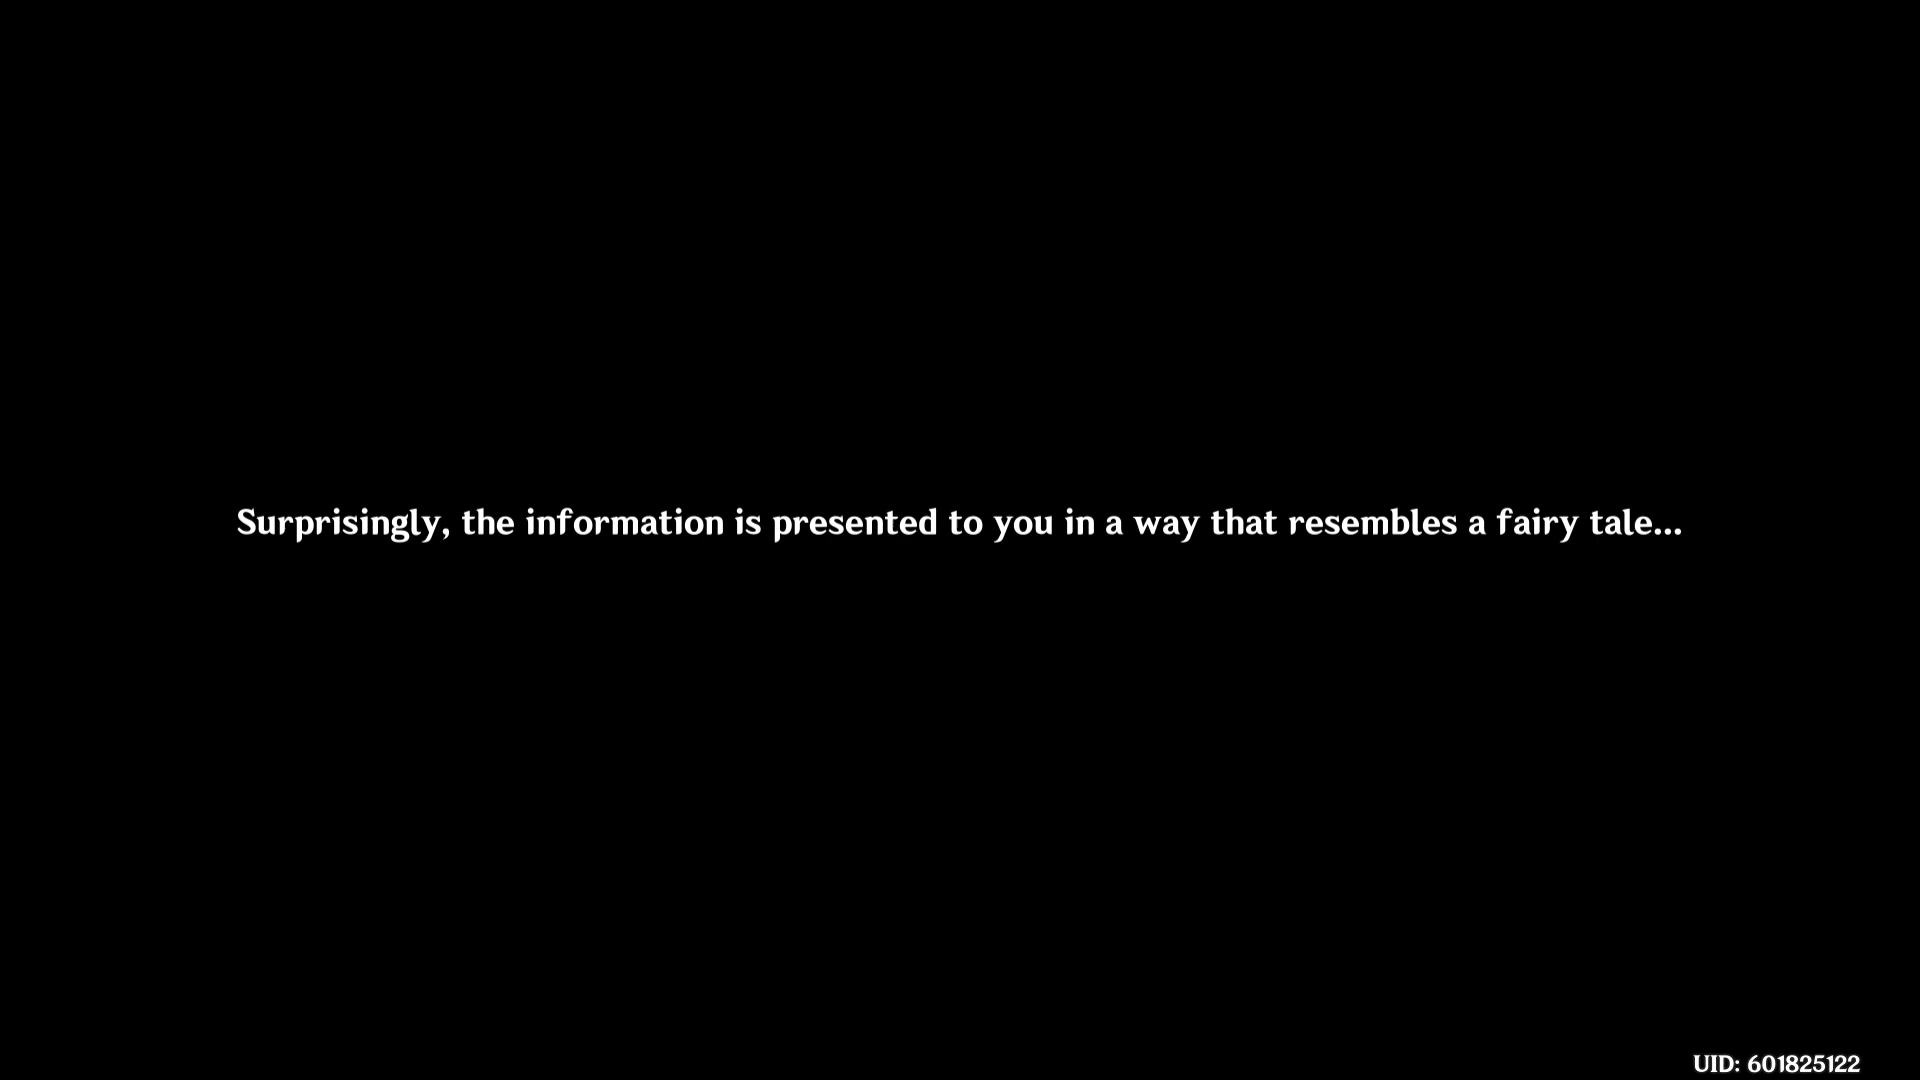 Surprisingly, the information is presented to you in a way that resembles a fairy tale...
UID: 601825122